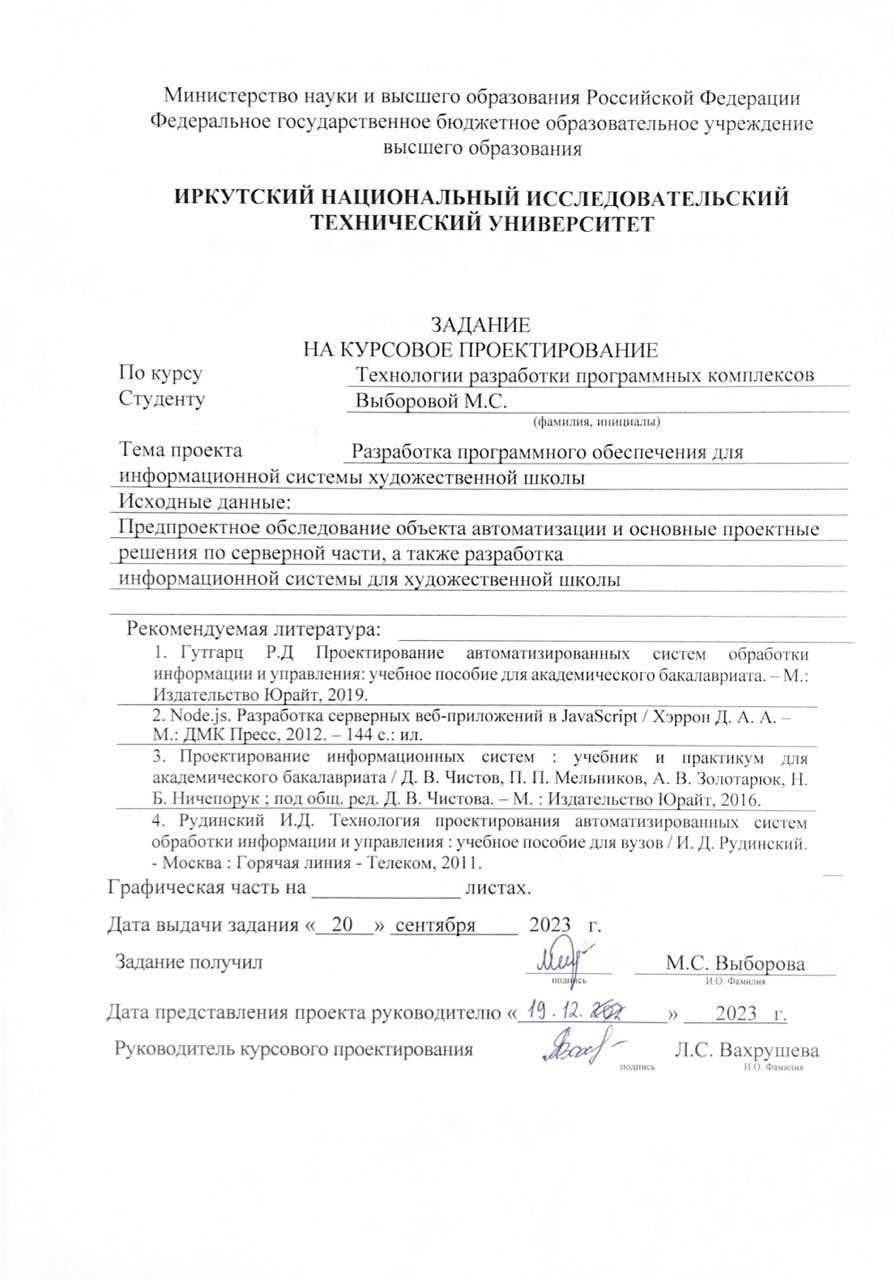 Министерство науки и высшего образования Российской Федерации
Федеральное государственное бюджетное образовательное учреждение
высшего образования
ИРКУТСКИЙ НАЦИОНАЛЬНЫЙ ИССЛЕДОВАТЕЛЬСКИЙ
ТЕХНИЧЕСКИЙ УНИВЕРСИТЕТ
ЗАДАНИЕ
НА КУРСОВОЕ ПРОЕКТИРОВАНИЕ
По курсу Технологии разработки программных комплексов
Студенту Выборовой М.С.
(фамилия, инициалы)
Тема проекта Разработка программного обеспечения для
информационной системы художественной школы
Исходные данные:
Предпроектное обследование объекта автоматизации и основные проектные
решения по серверной части, а также разработка
информационной системы для художественной школы
Рекомендуемая литература:
1. Гутгарц Р.Д Проектирование автоматизированных систем обработки
информации и управления: учебное пособие для академического бакалавриата. – М.:
Издательство Юрайт, 2019.
2. Node.js. Разработка серверных веб-приложений в JavaScript / Хэррон Д. А. А. –
М.: ДМК Пресс, 2012. – 144 с.: ил.
3. Проектирование информационных систем : учебник и практикум для
академического бакалавриата / Д. В. Чистов, П. П. Мельников, А. В. Золотарюк, Н.
Б. Ничепорук ; под общ. ред. Д. В. Чистова. – М. : Издательство Юрайт, 2016.
4. Рудинский И.Д. Технология проектирования автоматизированных систем
обработки информации и управления : учебное пособие для вузов / И. Д. Рудинский.
- Москва : Горячая линия - Телеком, 2011.
Графическая часть на листах.
Дата выдачи задания « 20 » сентября 2023 г.
Задание получил М.С. Выборова
подпись И.О. Фамилия
Дата представления проекта руководителю « 19.12. » 2023 г.
Руководитель курсового проектирования Л.С. Вахрушева
подпись И.О. Фамилия